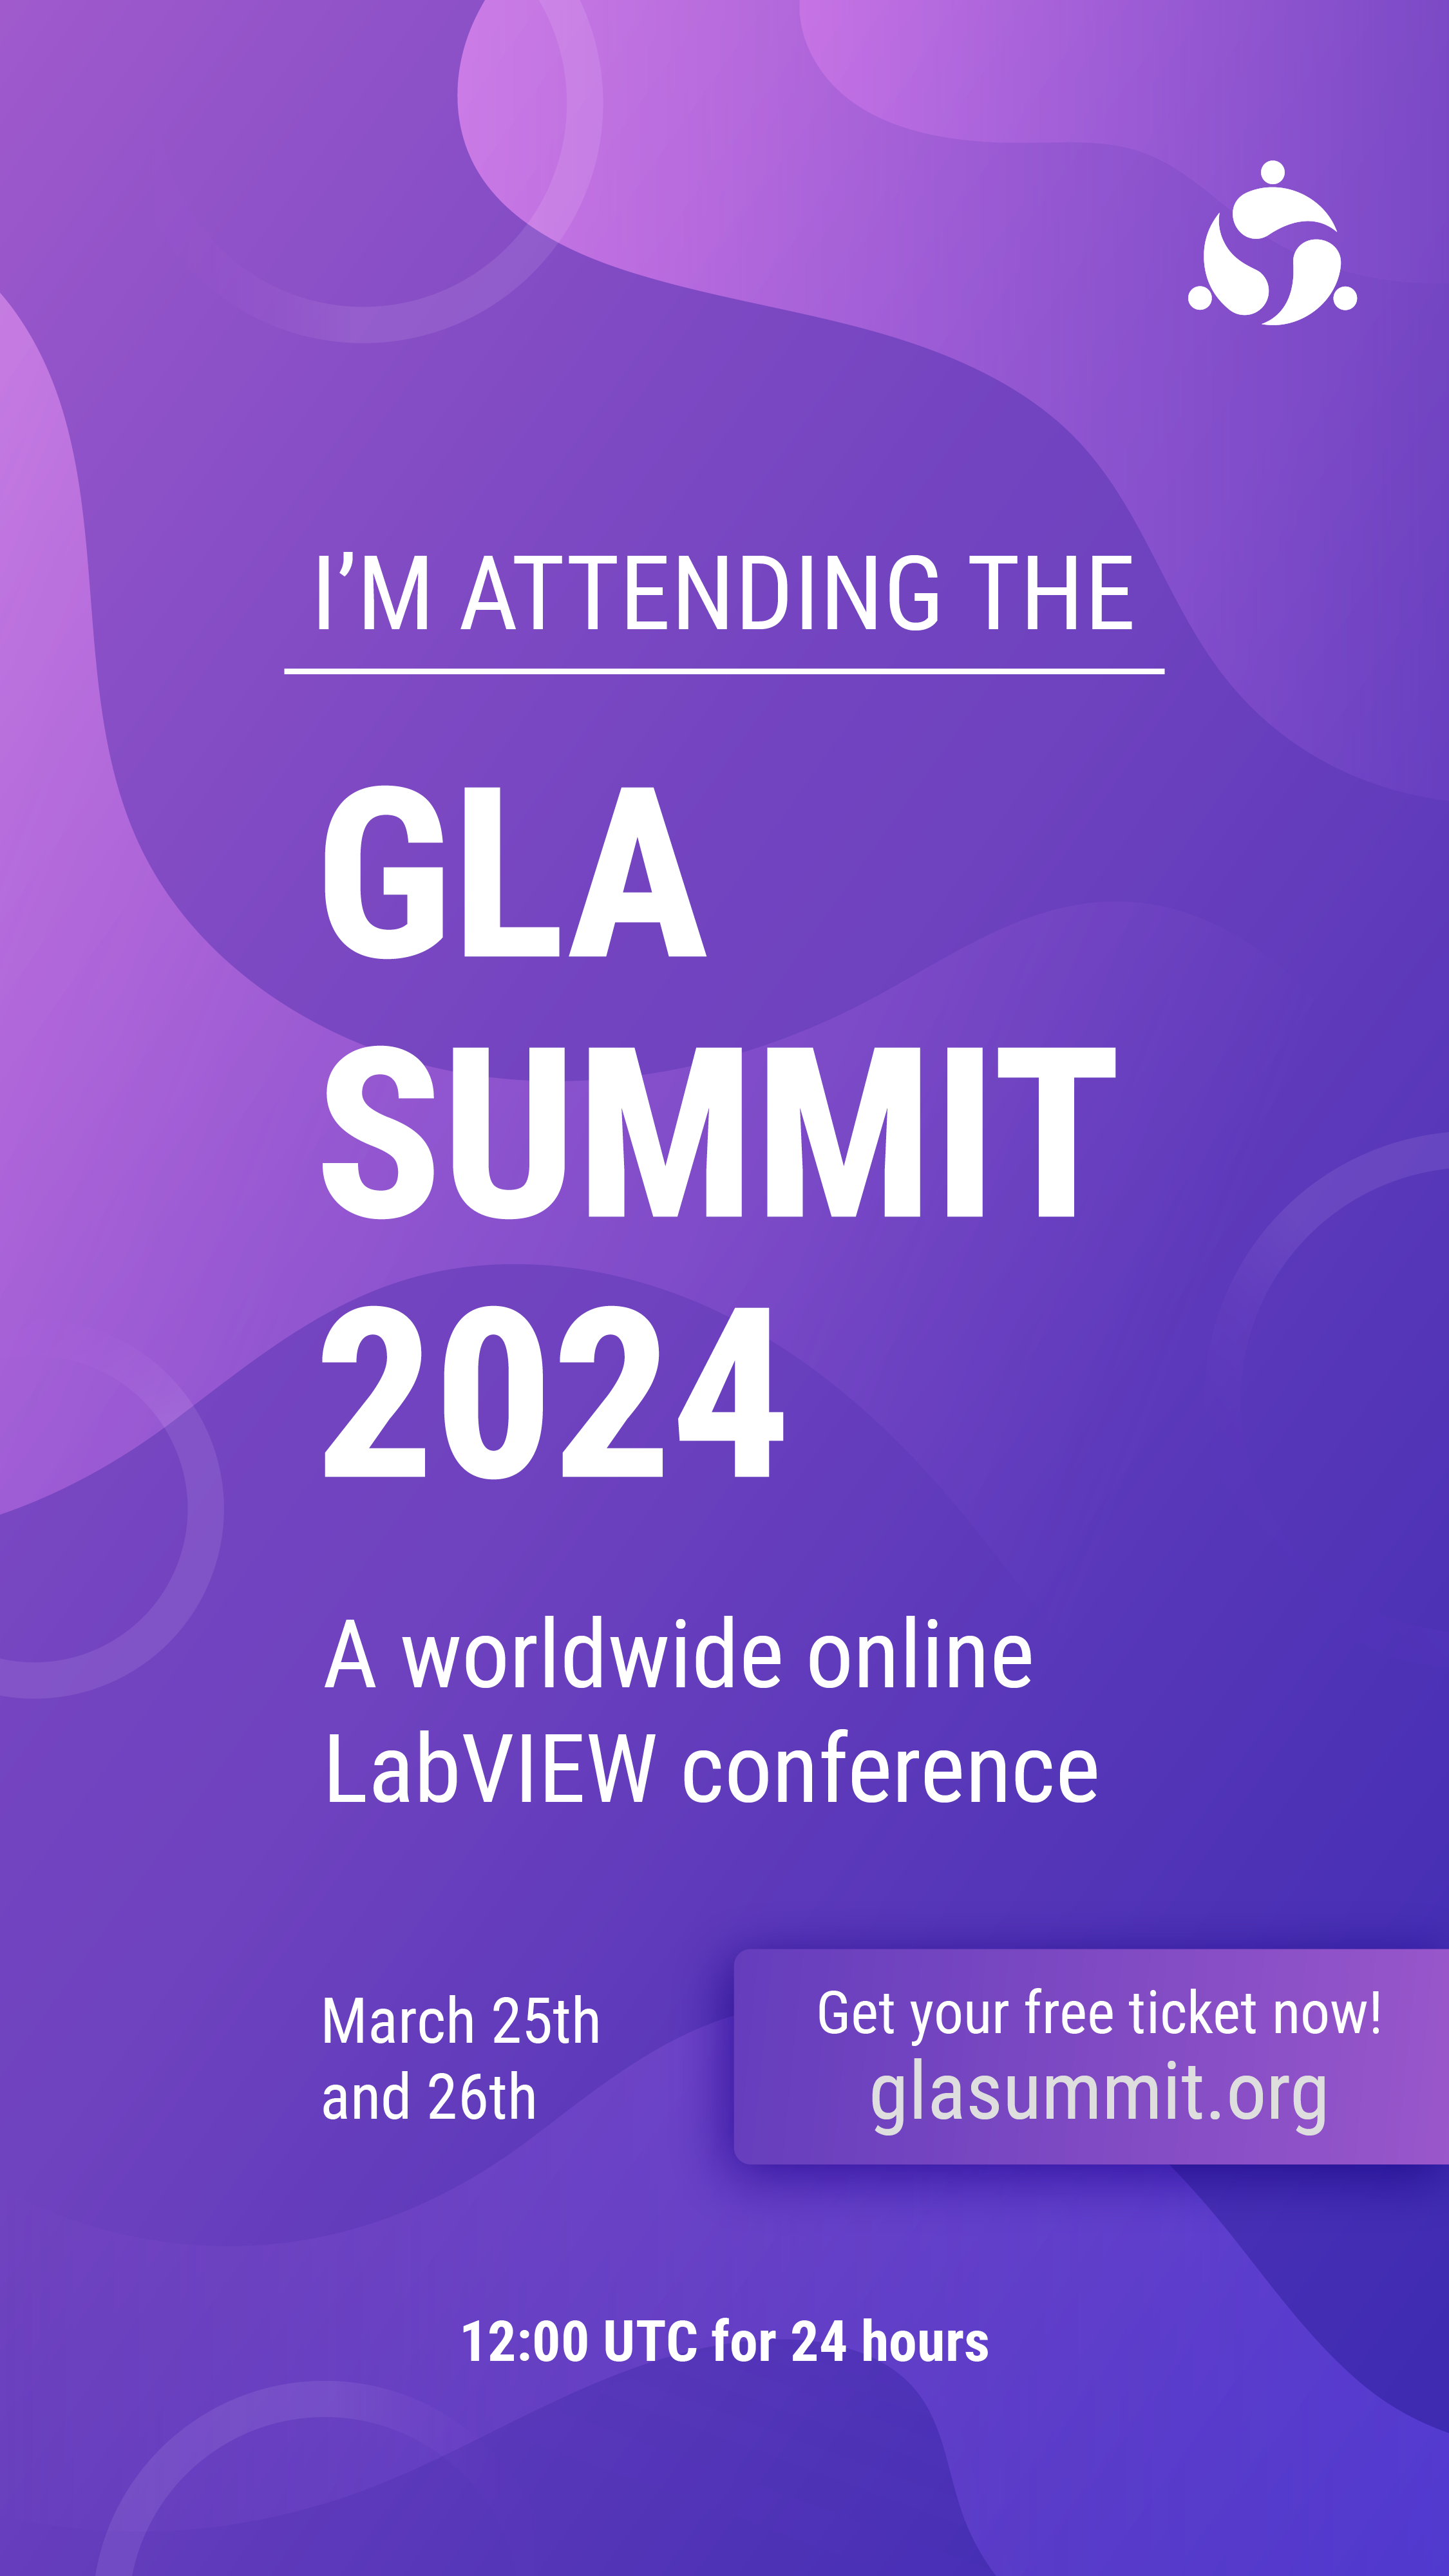 I’M ATTENDING THE
GLA
SUMMIT
2024
A worldwide online
LabVIEW conference
March 25th
and 26th
Get your free ticket now!
glasummit.org
12:00 UTC for 24 hours